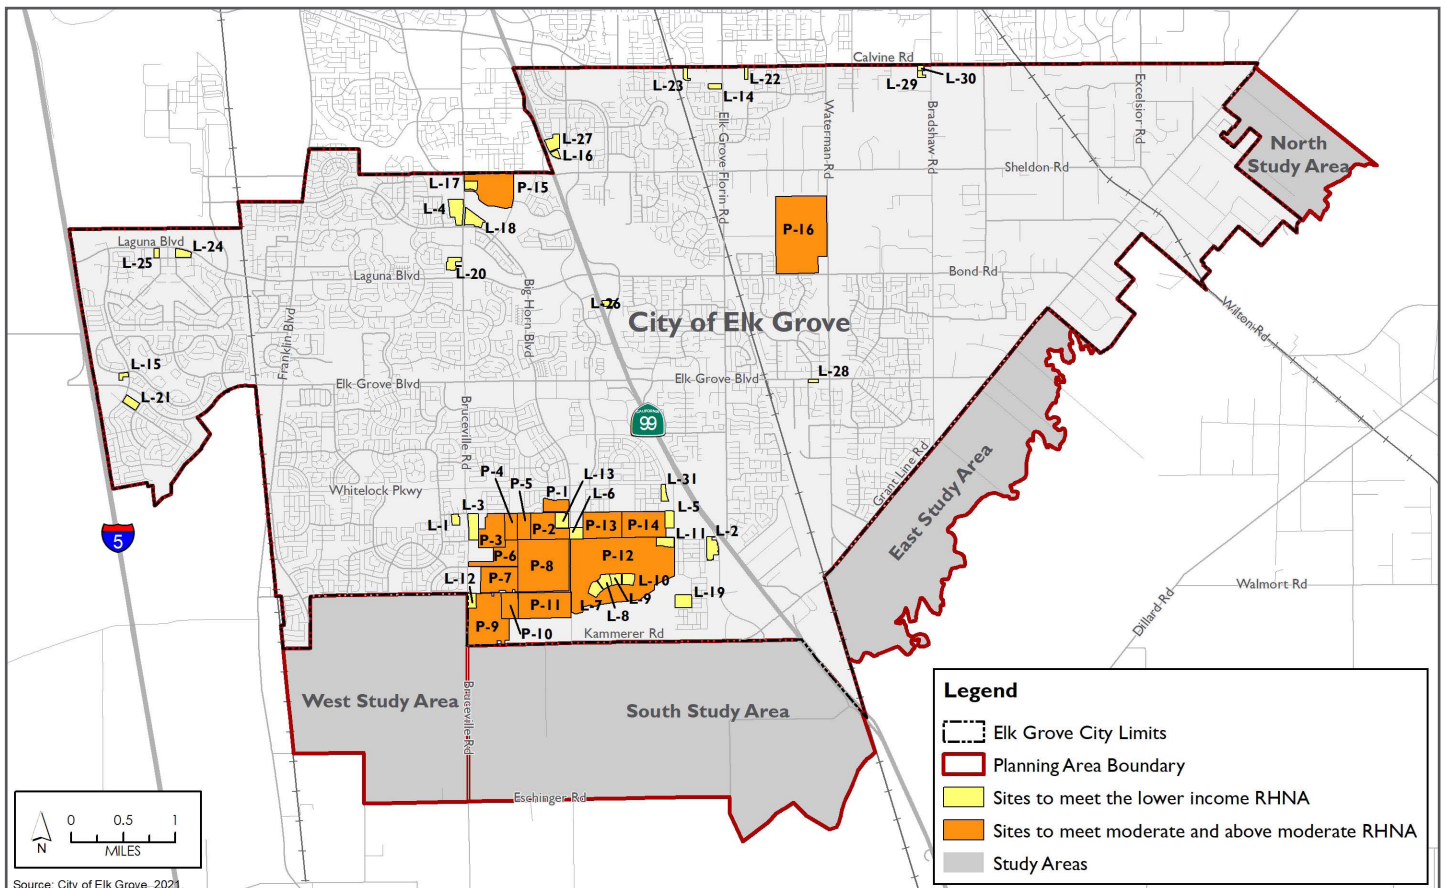 Calvine Rd
L-23
L-22
L-14
L-29
L-30
Excelsior Rd
Elk Grove Florin Rd
Waterman Rd
Bradshaw Rd
L-27
L-16
North
Study Area
Sheldon Rd
L-17
P-15
L-4
L-18
P-16
Laguna Blvd
L-24
L-25
L-20
Laguna Blvd
Bond Rd
Big Horn Blvd
L-26
City of Elk Grove
Franklin Blvd
Wilton Rd
L-15
L-21
Elk Grove Blvd
Elk Grove Blvd
L-28
Bruceville Rd
CALIFORNIA
99
Grant Line Rd
East Study Area
Whitelock Pkwy
P-4
P-5
P-1
L-13
L-6
L-31
L-3
L-1
L-5
P-2
P-13
P-14
P-3
L-11
L-2
P-6
P-8
P-12
5
L-12
P-7
L-10
L-7
L-9
L-8
L-19
P-11
P-9
P-10
Kammerer Rd
Walmort Rd
Dillard Rd
West Study Area
South Study Area
Bruceville Rd
Eschinger Rd
N
0 0.5 1
MILES
Source: City of Elk Grove, 2021
Legend
Elk Grove City Limits
Planning Area Boundary
Sites to meet the lower income RHNA
Sites to meet moderate and above moderate RHNA
Study Areas